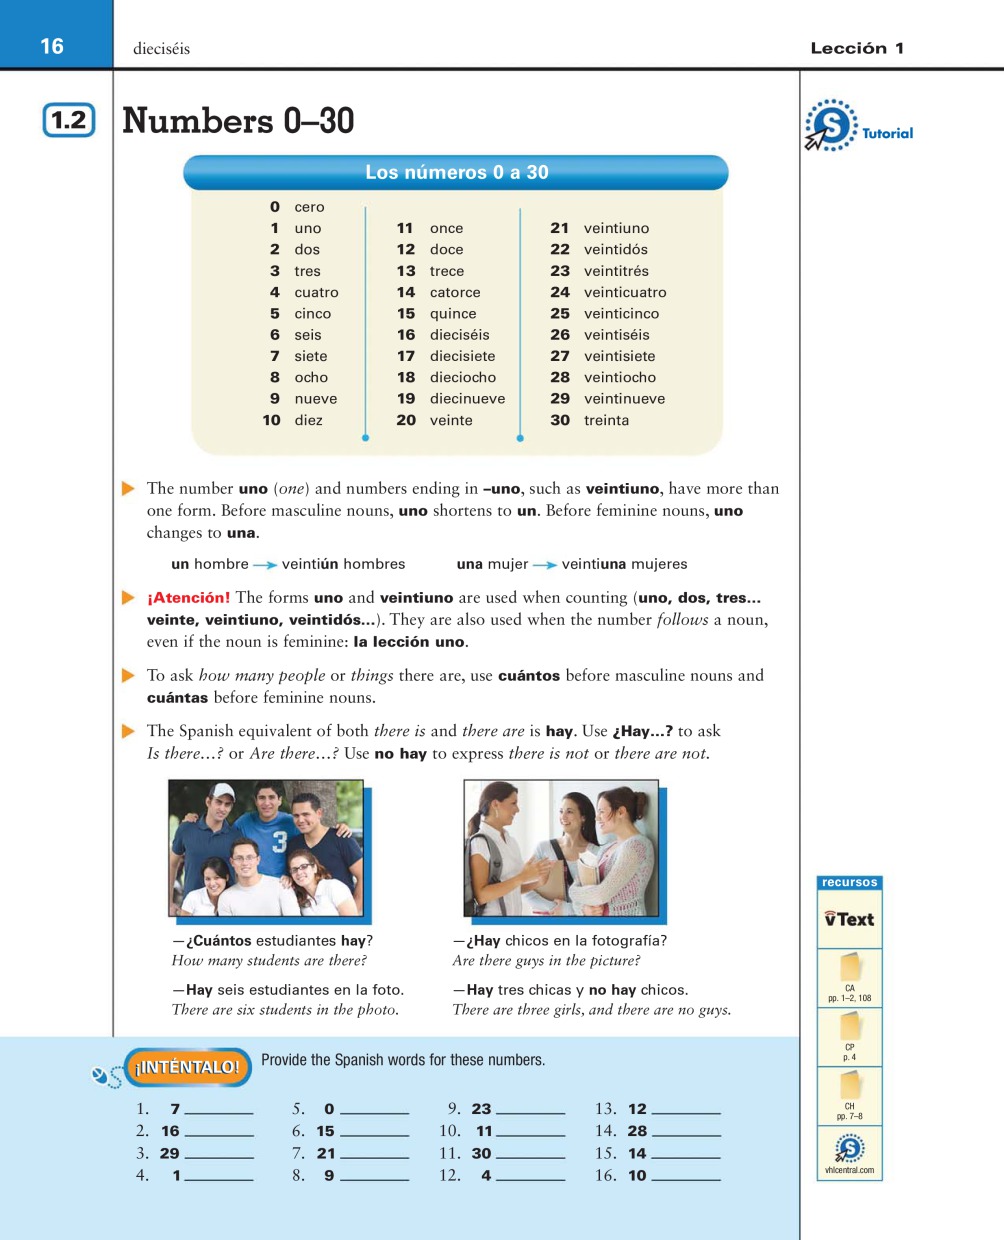 16 dieciséis Lección 1
1.2 Numbers 0–30
S Tutorial
Los números 0 a 30
0 cero
1 uno 11 once 21 veintiuno
2 dos 12 doce 22 veintidós
3 tres 13 trece 23 veintitrés
4 cuatro 14 catorce 24 veinticuatro
5 cinco 15 quince 25 veinticinco
6 seis 16 dieciséis 26 veintiséis
7 siete 17 diecisiete 27 veintisiete
8 ocho 18 dieciocho 28 veintiocho
9 nueve 19 diecinueve 29 veintinueve
10 diez 20 veinte 30 treinta
The number uno (one) and numbers ending in –uno, such as veintiuno, have more than
one form. Before masculine nouns, uno shortens to un. Before feminine nouns, uno
changes to una.
un hombre → veintiún hombres una mujer → veintiuna mujeres
¡Atención! The forms uno and veintiuno are used when counting (uno, dos, tres...
veinte, veintiuno, veintidós...). They are also used when the number follows a noun,
even if the noun is feminine: la lección uno.
To ask how many people or things there are, use cuántos before masculine nouns and
cuántas before feminine nouns.
The Spanish equivalent of both there is and there are is hay. Use ¿Hay...? to ask
Is there...? or Are there...? Use no hay to express there is not or there are not.
3
—¿Cuántos estudiantes hay?
How many students are there?
—Hay seis estudiantes en la foto.
There are six students in the photo.
—¿Hay chicos en la fotografía?
Are there guys in the picture?
—Hay tres chicas y no hay chicos.
There are three girls, and there are no guys.
recursos
vText
CA
pp. 1–2, 108
CP
p. 4
CH
pp. 7–8
S
vhlcentral.com
¡INTÉNTALO! Provide the Spanish words for these numbers.
1. 7 ________ 5. 0 ________ 9. 23 ________ 13. 12 ________
2. 16 ________ 6. 15 ________ 10. 11 ________ 14. 28 ________
3. 29 ________ 7. 21 ________ 11. 30 ________ 15. 14 ________
4. 1 ________ 8. 9 ________ 12. 4 ________ 16. 10 ________